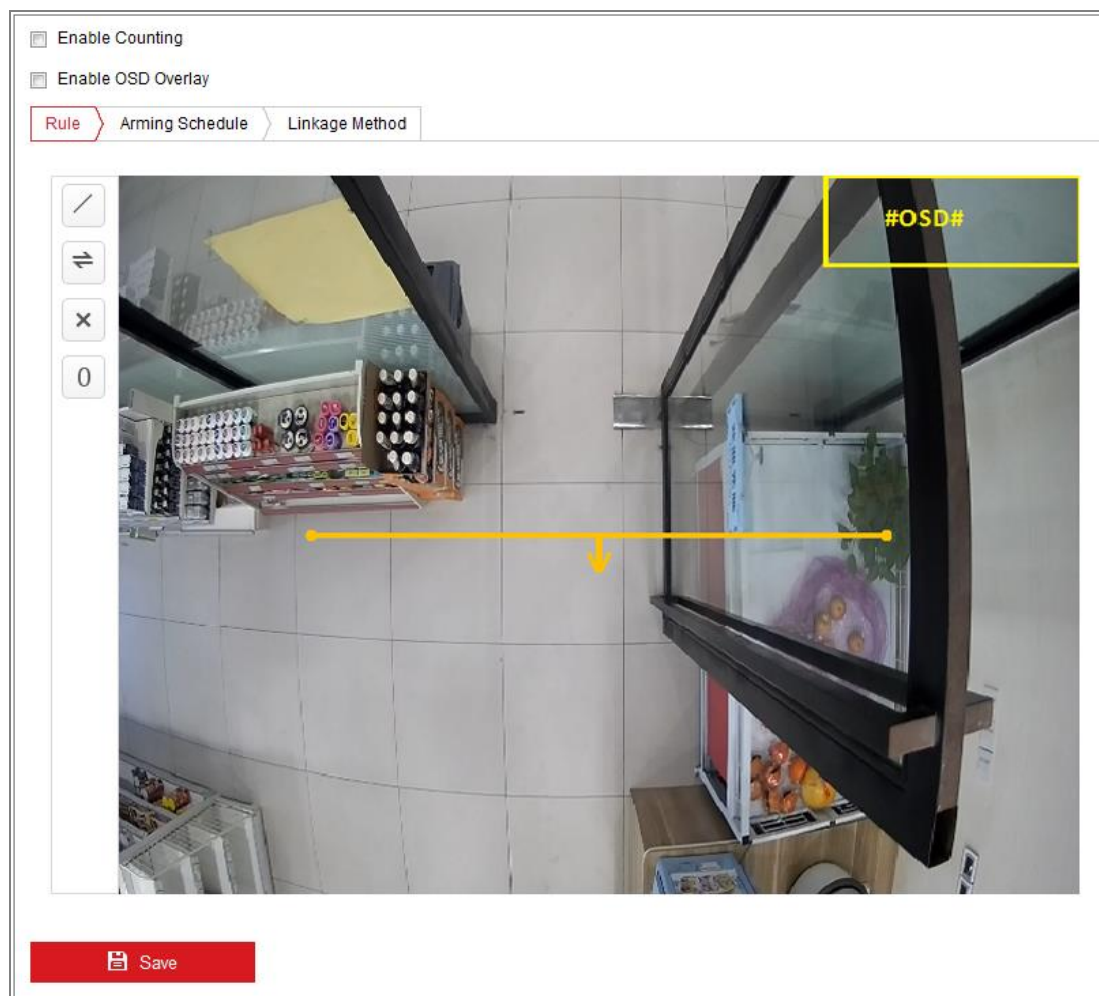 Enable Counting
Enable OSD Overlay
Rule
Arming Schedule
Linkage Method
#OSD#
0
Save